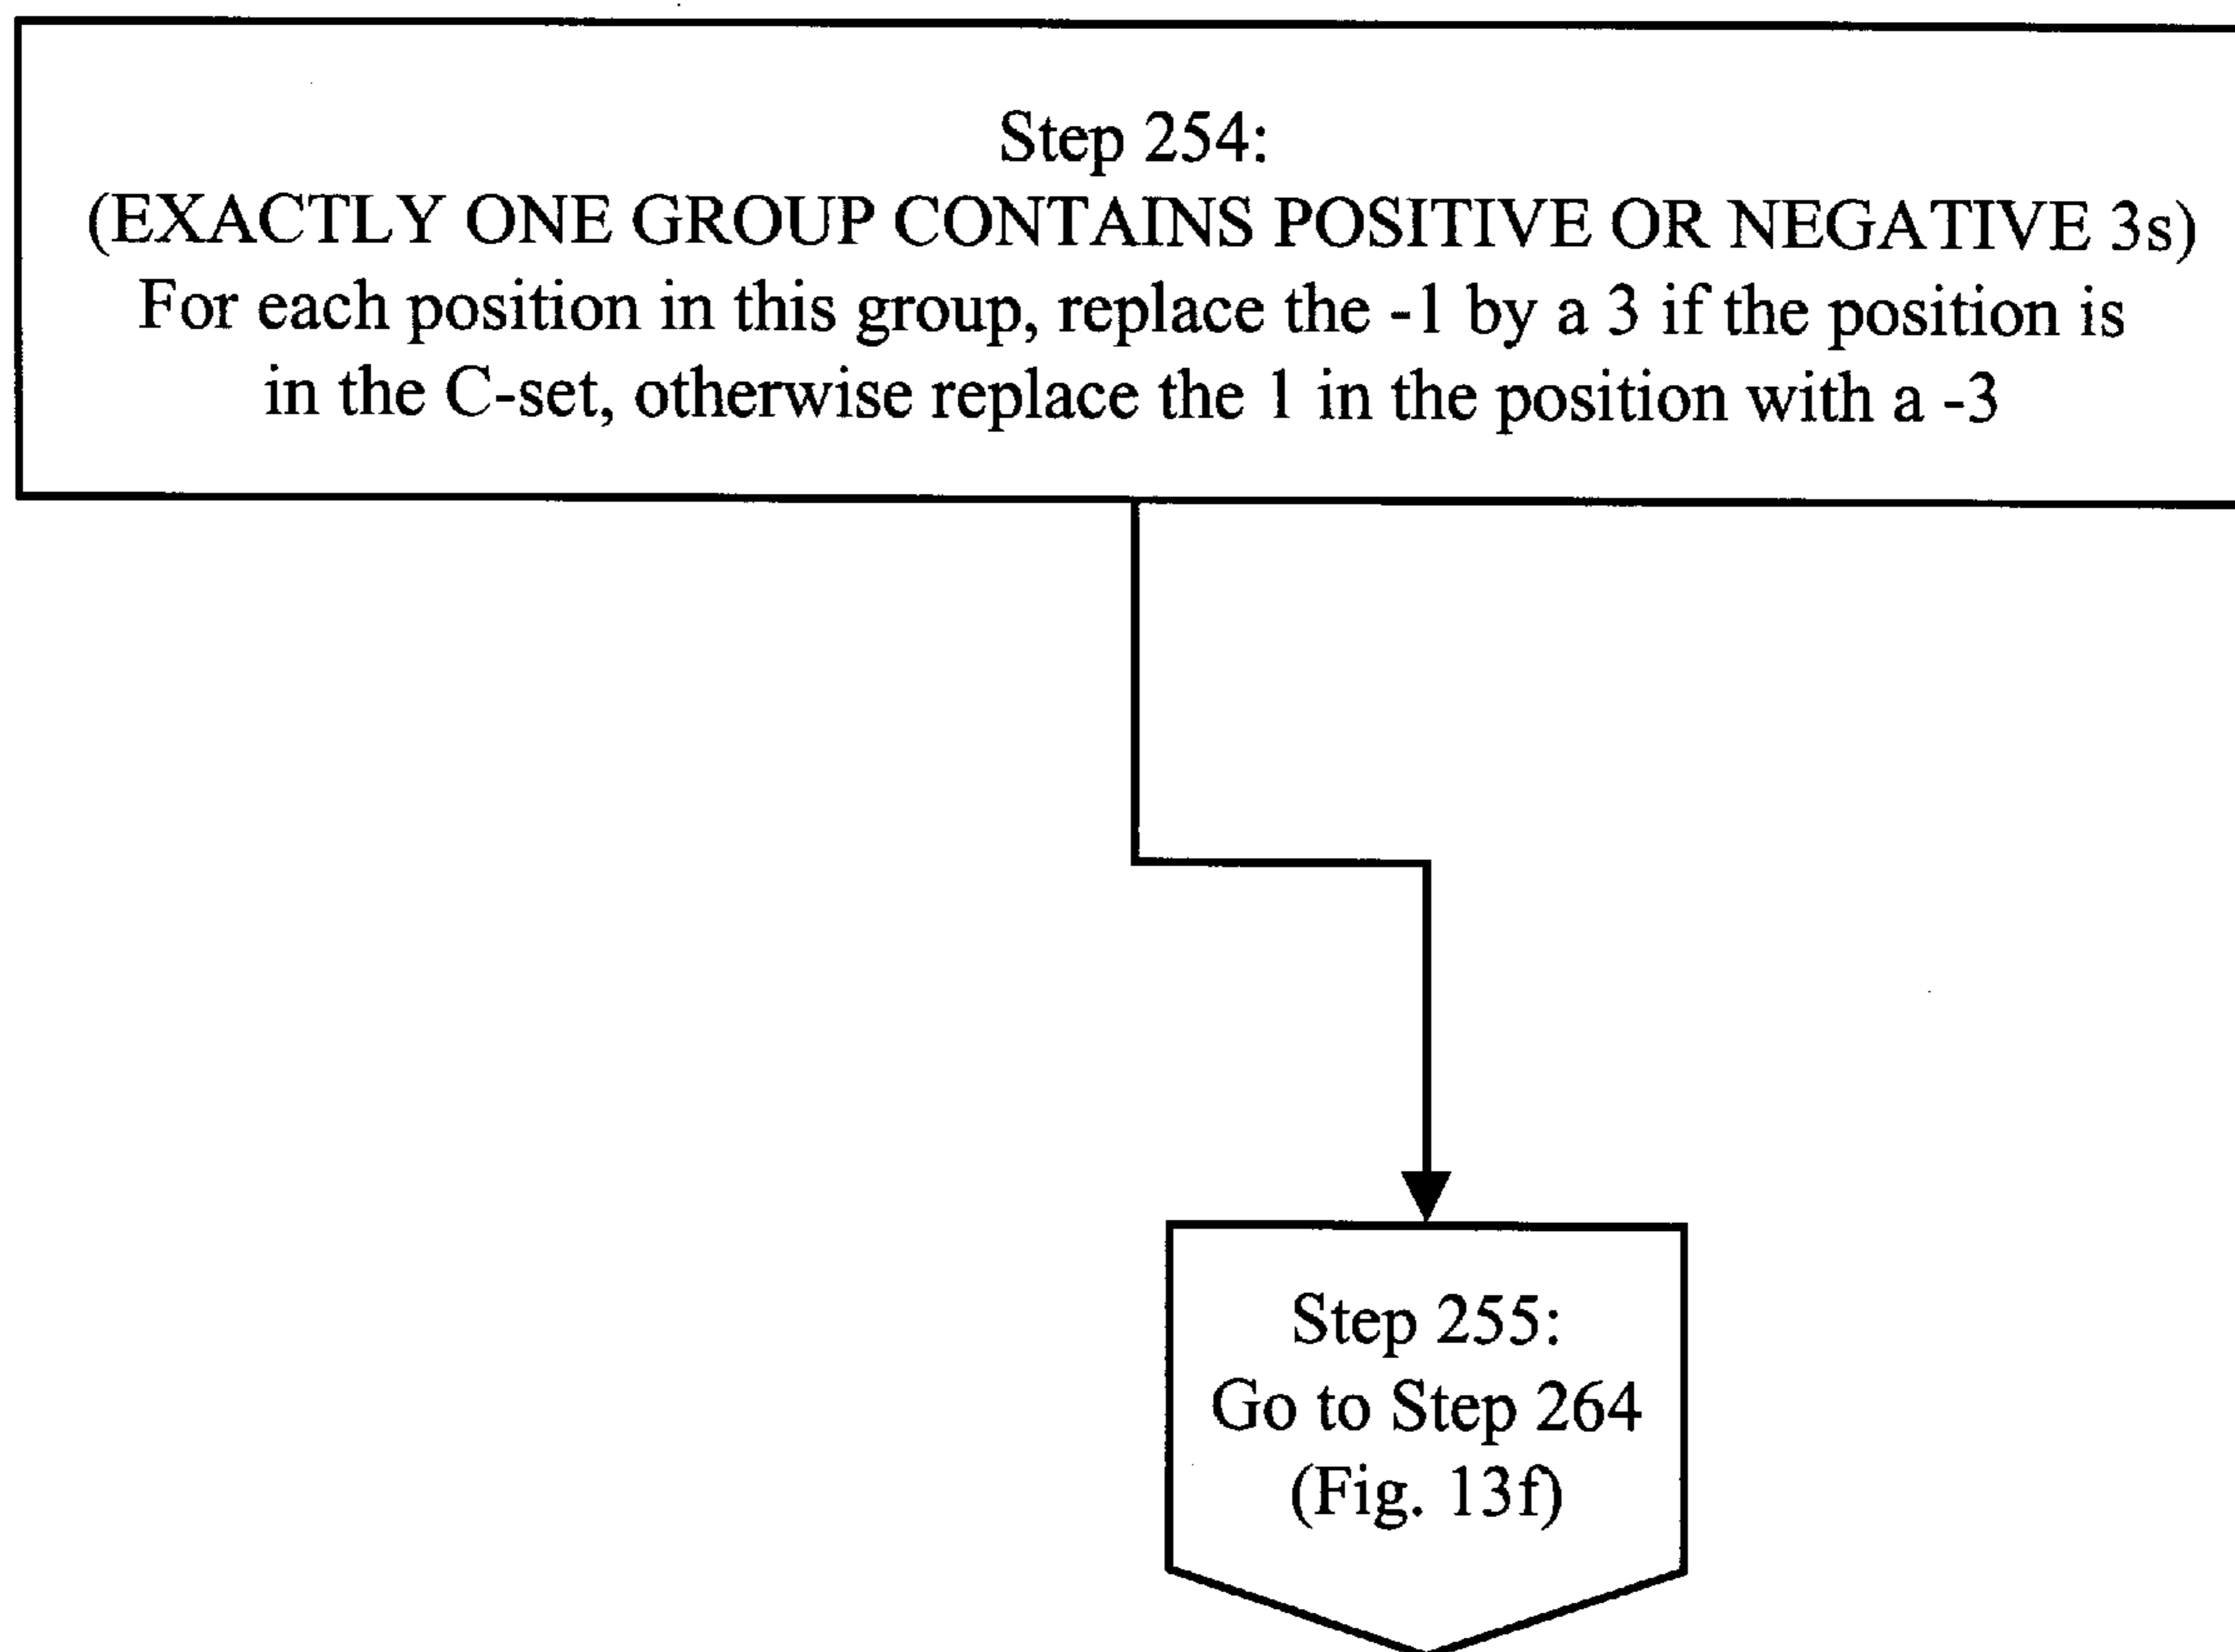 Step 254:
(EXACTLY ONE GROUP CONTAINS POSITIVE OR NEGATIVE 3s)
For each position in this group, replace the -1 by a 3 if the position is
in the C-set, otherwise replace the 1 in the position with a -3
Step 255:
Go to Step 264
(Fig. 13f)